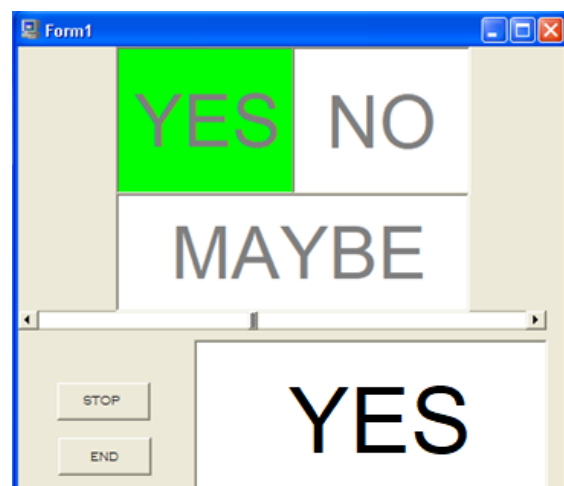 Form1
YES NO
MAYBE
STOP
YES
END